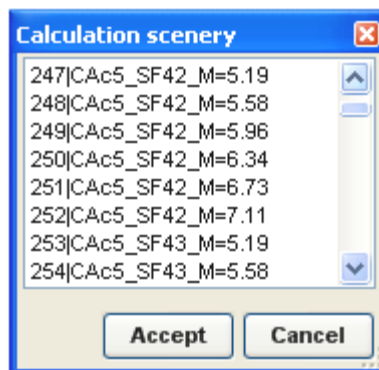 Calculation scenery
247|CAc5_SF42_M=5.19
248|CAc5_SF42_M=5.58
249|CAc5_SF42_M=5.96
250|CAc5_SF42_M=6.34
251|CAc5_SF42_M=6.73
252|CAc5_SF42_M=7.11
253|CAc5_SF43_M=5.19
254|CAc5_SF43_M=5.58
Accept Cancel